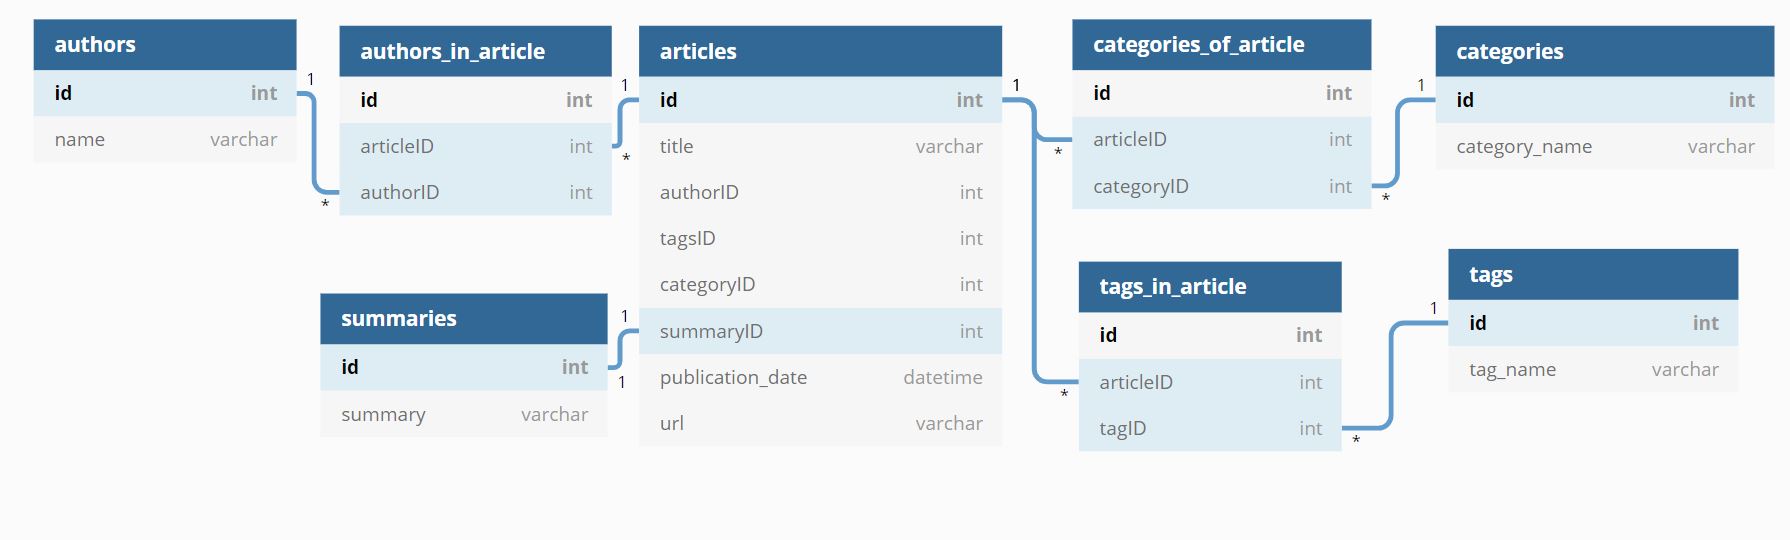 authors
id int
name varchar
1
*
authors_in_article
id int
articleID int
authorID int
1
*
articles
id int
title varchar
authorID int
tagsID int
categoryID int
summaryID int
publication_date datetime
url varchar
summaries
id int
summary varchar
1
1
1
*
*
categories_of_article
id int
articleID int
categoryID int
1
*
categories
id int
category_name varchar
tags_in_article
id int
articleID int
tagID int
1
*
tags
id int
tag_name varchar